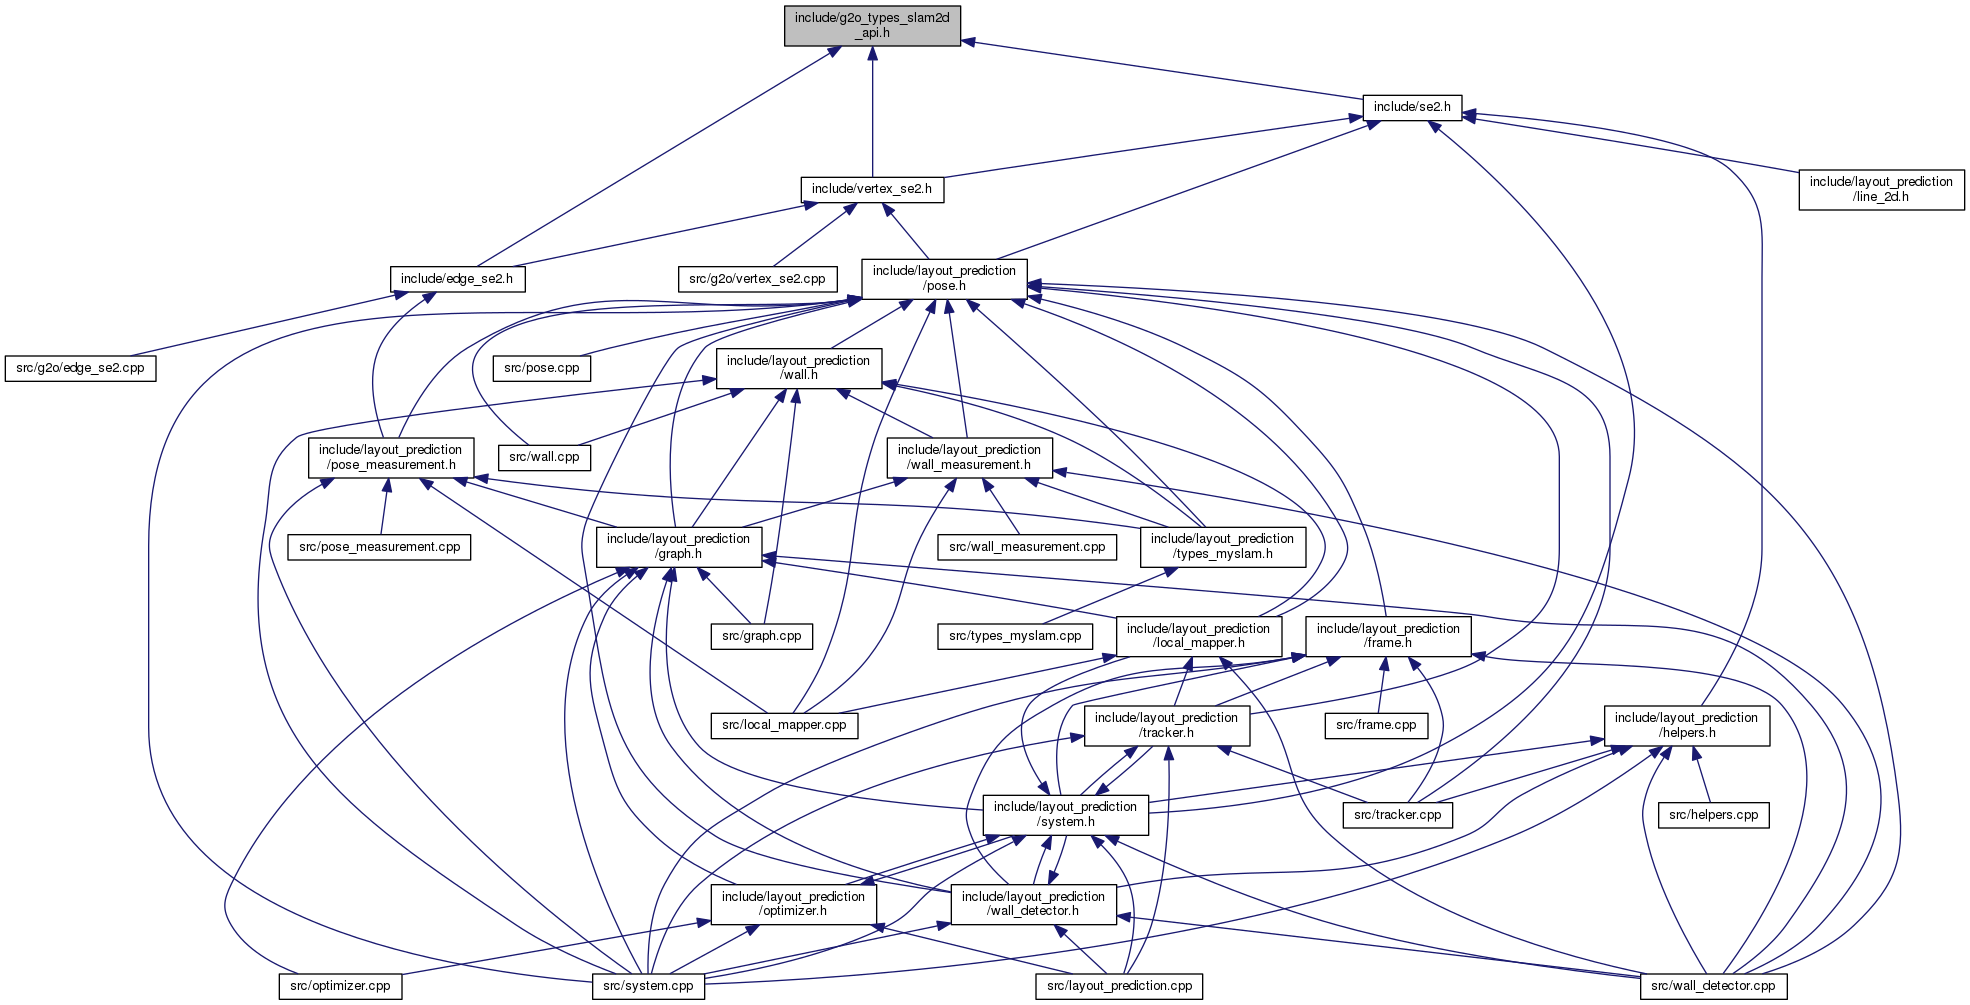 include/g2o_types_slam2d
_api.h
include/se2.h
include/vertex_se2.h
include/layout_prediction
/line_2d.h
include/edge_se2.h
src/g2o/vertex_se2.cpp
include/layout_prediction
/pose.h
src/g2o/edge_se2.cpp
src/pose.cpp
include/layout_prediction
/wall.h
include/layout_prediction
/pose_measurement.h
src/wall.cpp
include/layout_prediction
/wall_measurement.h
src/pose_measurement.cpp
include/layout_prediction
/graph.h
src/wall_measurement.cpp
include/layout_prediction
/types_myslam.h
src/graph.cpp
src/types_myslam.cpp
include/layout_prediction
/local_mapper.h
include/layout_prediction
/frame.h
src/local_mapper.cpp
include/layout_prediction
/tracker.h
src/frame.cpp
include/layout_prediction
/helpers.h
include/layout_prediction
/system.h
src/tracker.cpp
src/helpers.cpp
include/layout_prediction
/optimizer.h
include/layout_prediction
/wall_detector.h
src/optimizer.cpp
src/system.cpp
src/layout_prediction.cpp
src/wall_detector.cpp